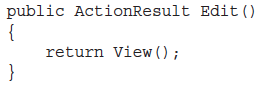 public ActionResult Edit()
{
    return View();
}